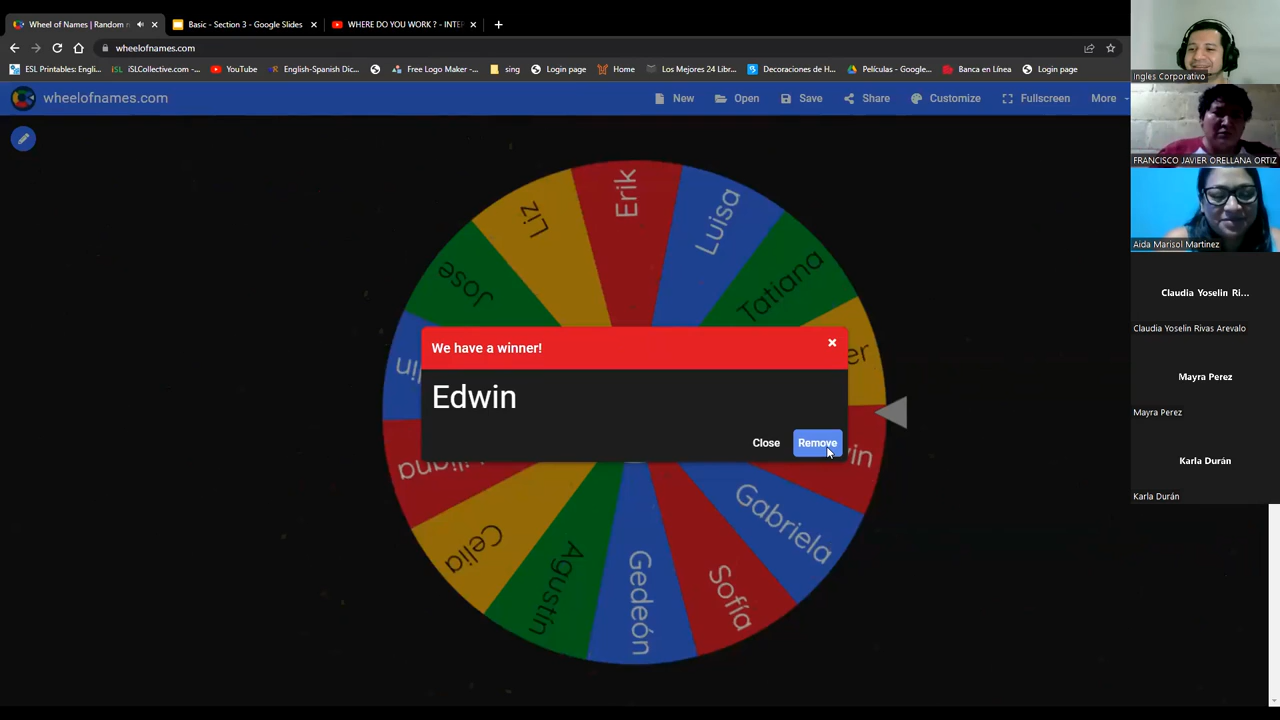 Wheel of Names | Random n
Basic - Section 3 - Google Slides
WHERE DO YOU WORK ? - INTE
wheelofnames.com
ESL Printables: Engli...
iSLCollective.com -...
YouTube
English-Spanish Dic...
Free Logo Maker -...
sing
Login page
Home
Los Mejores 24 Libr...
Decoraciones de H...
Películas - Google...
Banca en Línea
Login page
wheelofnames.com
New
Open
Save
Share
Customize
Fullscreen
More
Liz
Erik
Luisa
Jose
Tatiana
er
We have a winner!
Edwin
Close
Remove
in
Gabriela
Celia
Agustín
Gedeón
Sofía
Ingles Corporativo
FRANCISCO JAVIER ORELLANA ORTIZ
Aida Marisol Martinez
Claudia Yoselin Ri...
Claudia Yoselin Rivas Arevalo
Mayra Perez
Mayra Perez
Karla Durán
Karla Durán